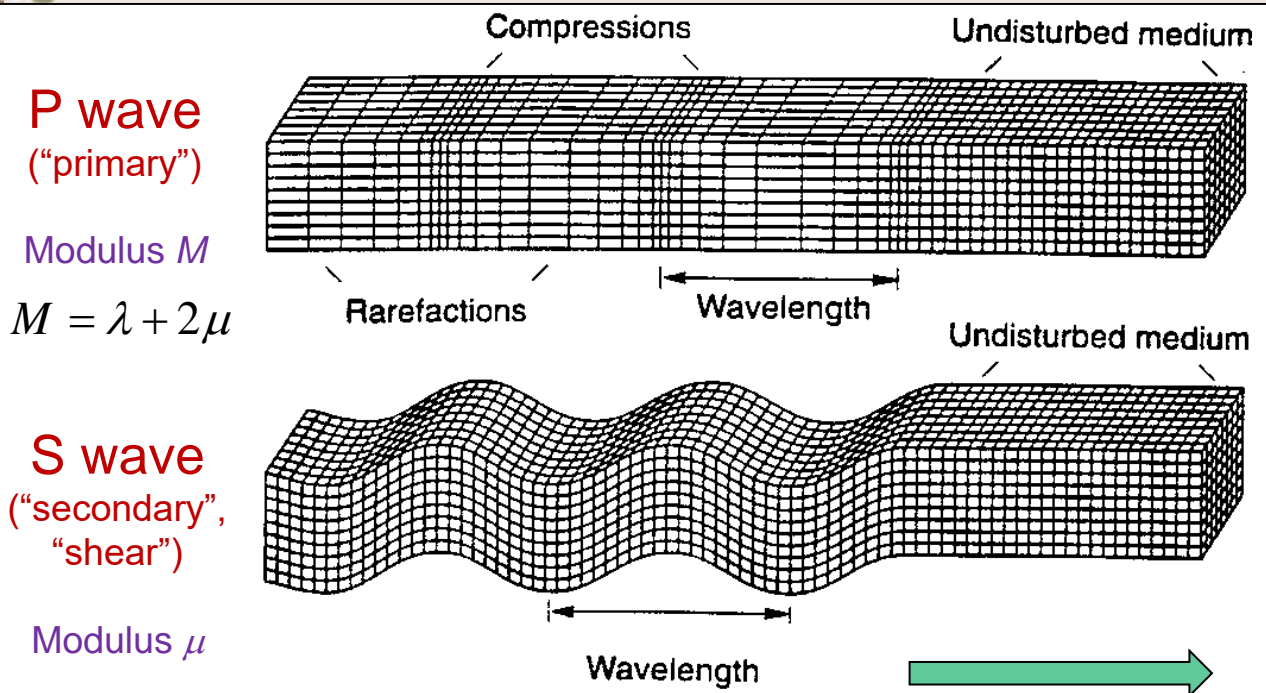 Compressions
Undisturbed medium
P wave
(“primary”)
Modulus M
M = λ + 2μ
Rarefactions
Wavelength
Undisturbed medium
S wave
(“secondary”,
“shear”)
Modulus μ
Wavelength